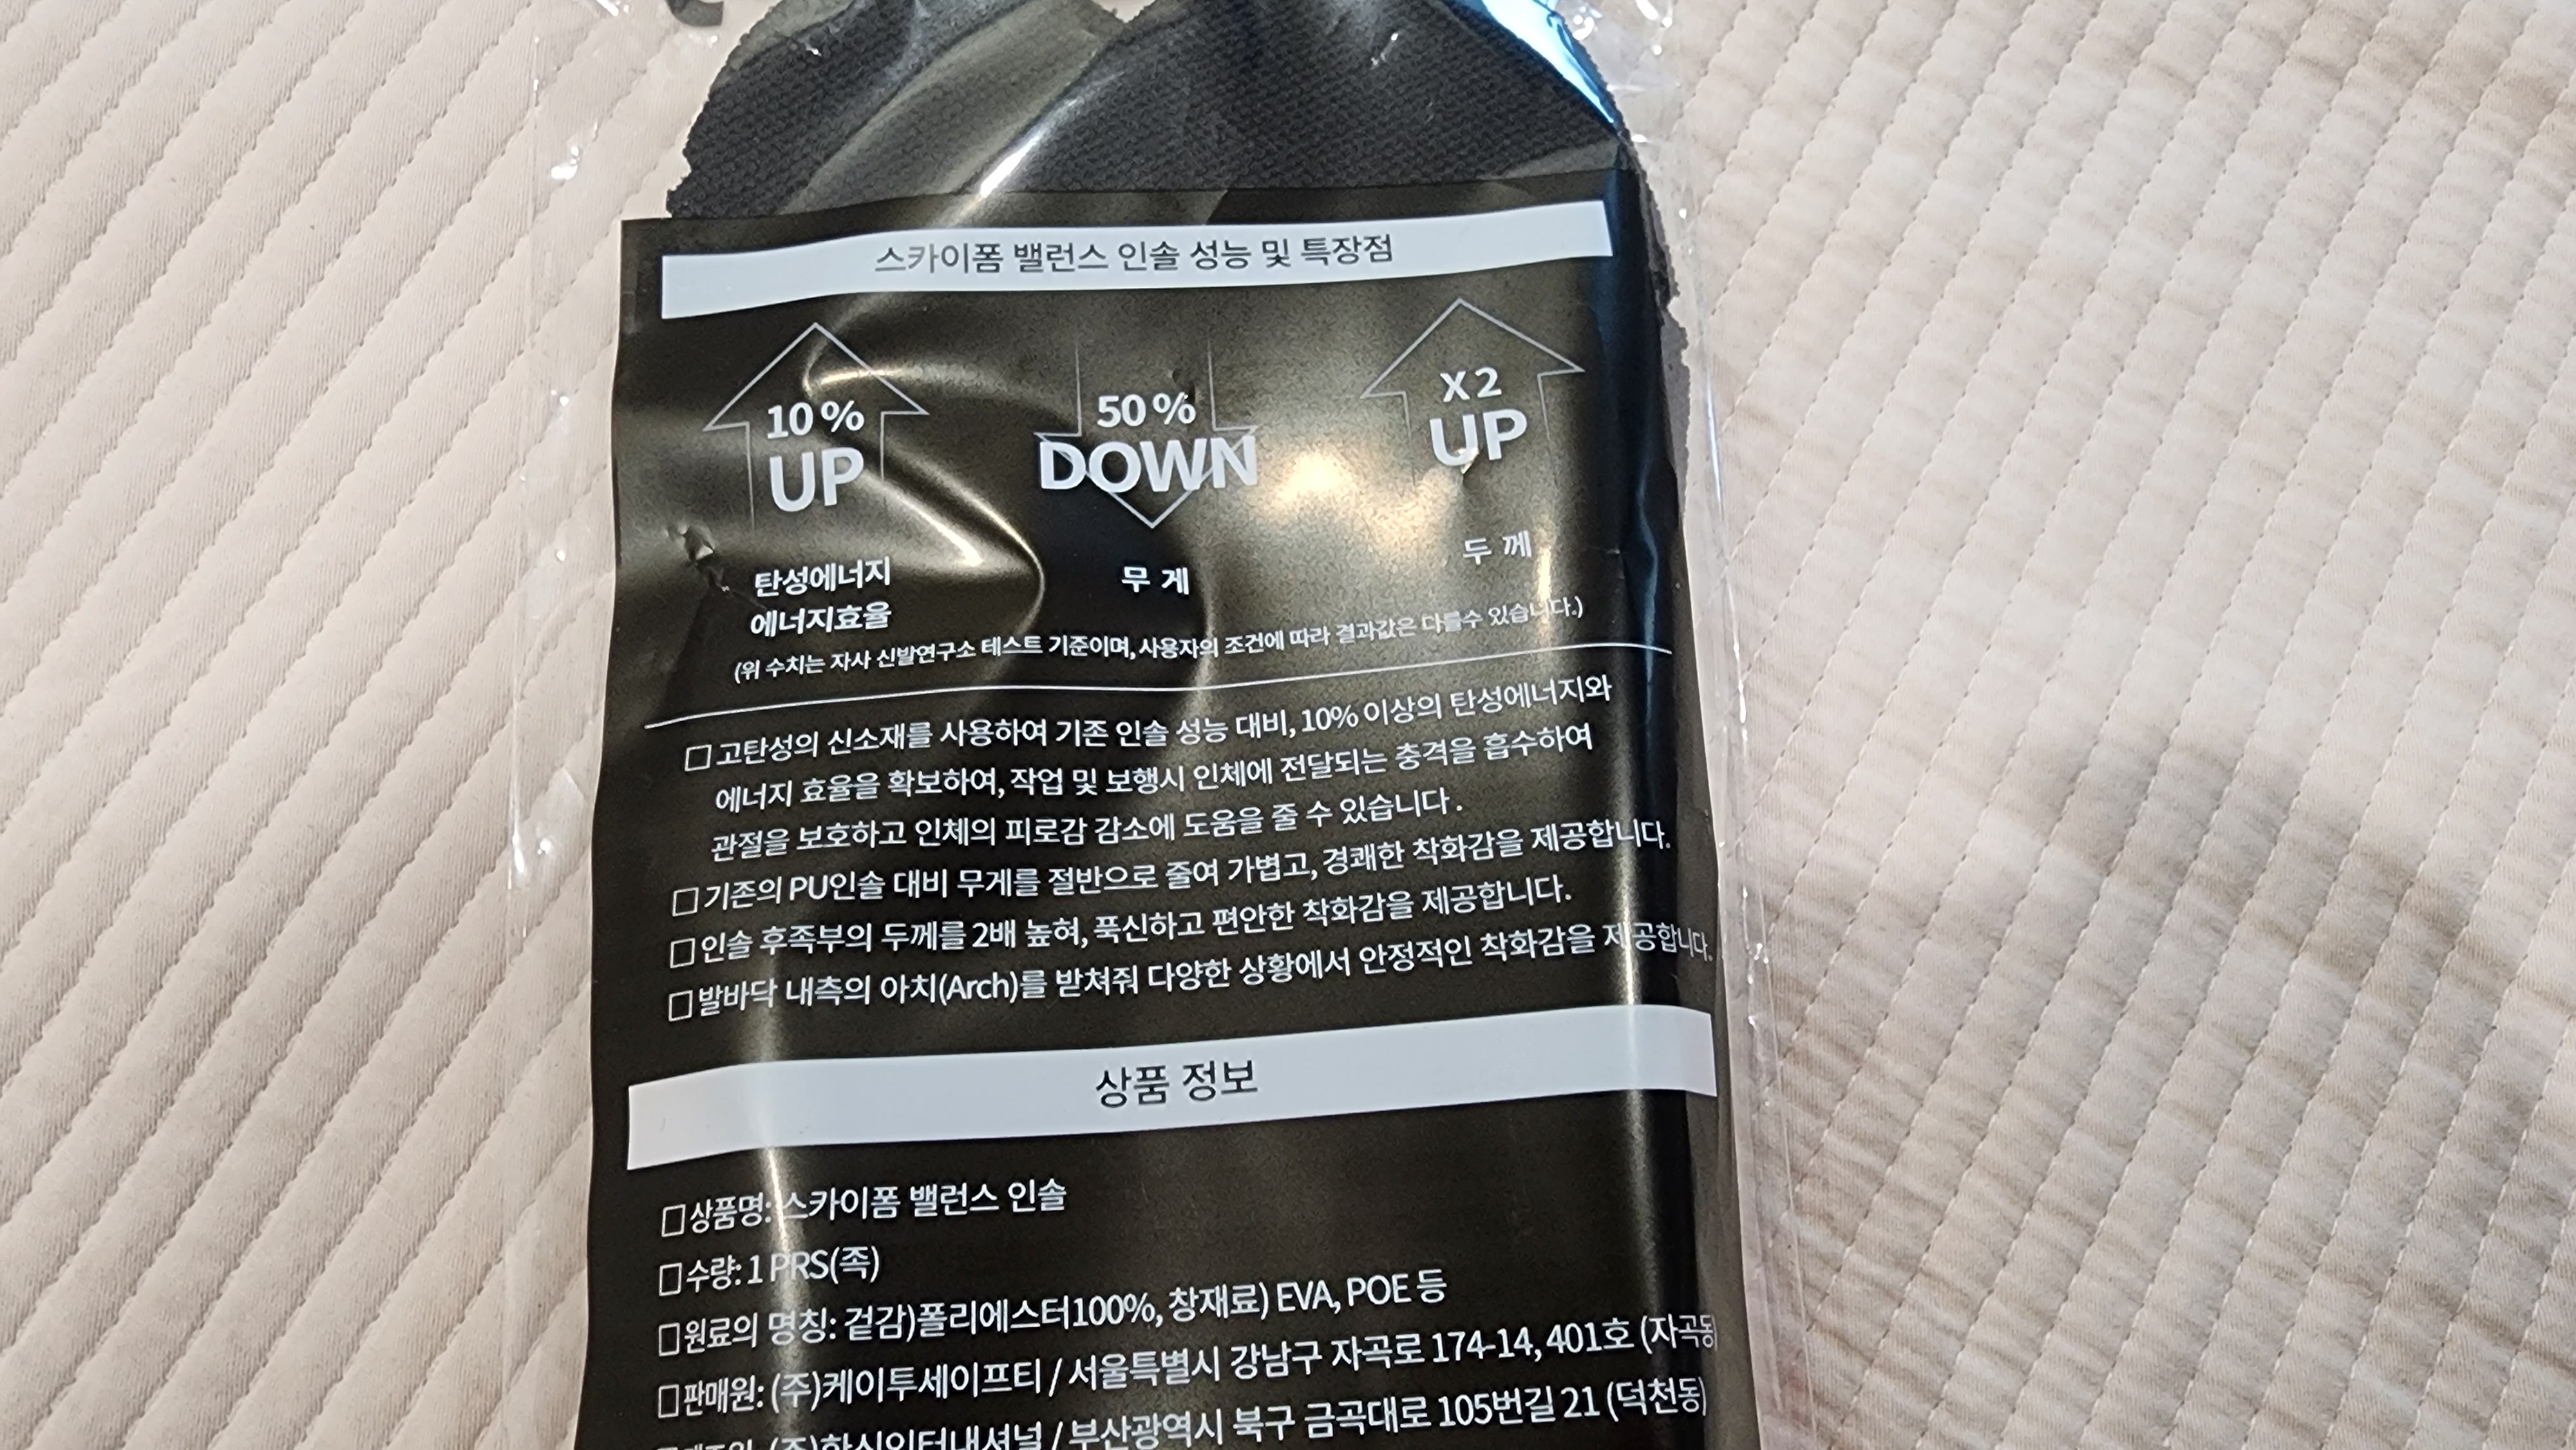 스카이폼 밸런스 인솔 성능 및 특장점
10%
UP
50%
DOWN
X2
UP
탄성에너지
에너지효율
무게
두께
(위 수치는 자사 신발연구소 테스트 기준이며, 사용자의 조건에 따라 결과값은 다를수 있습니다.)
□ 고탄성의 신소재를 사용하여 기존 인솔 성능 대비, 10% 이상의 탄성에너지와
에너지 효율을 확보하여, 작업 및 보행시 인체에 전달되는 충격을 흡수하여
관절을 보호하고 인체의 피로감 감소에 도움을 줄 수 있습니다.
□ 기존의 PU인솔 대비 무게를 절반으로 줄여 가볍고, 경쾌한 착화감을 제공합니다.
□ 인솔 후족부의 두께를 2배 높혀, 푹신하고 편안한 착화감을 제공합니다.
□ 발바닥 내측의 아치(Arch)를 받쳐줘 다양한 상황에서 안정적인 착화감을 제공합니다.
상품 정보
□ 상품명: 스카이폼 밸런스 인솔
□ 수량: 1 PRS(족)
□ 원료의 명칭: 겉감)폴리에스터100%, 창재료) EVA, POE 등
□ 판매원: (주)케이투세이프티 / 서울특별시 강남구 자곡로 174-14, 401호 (자곡동
/ 부산광역시 북구 금곡대로 105번길 21 (덕천동)